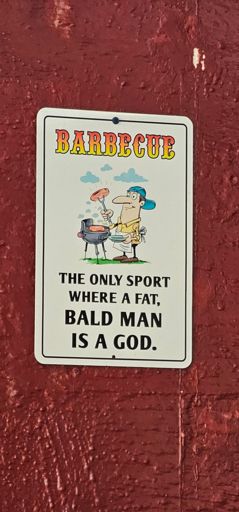 BARBECUE
THE ONLY SPORT
WHERE A FAT,
BALD MAN
IS A GOD.